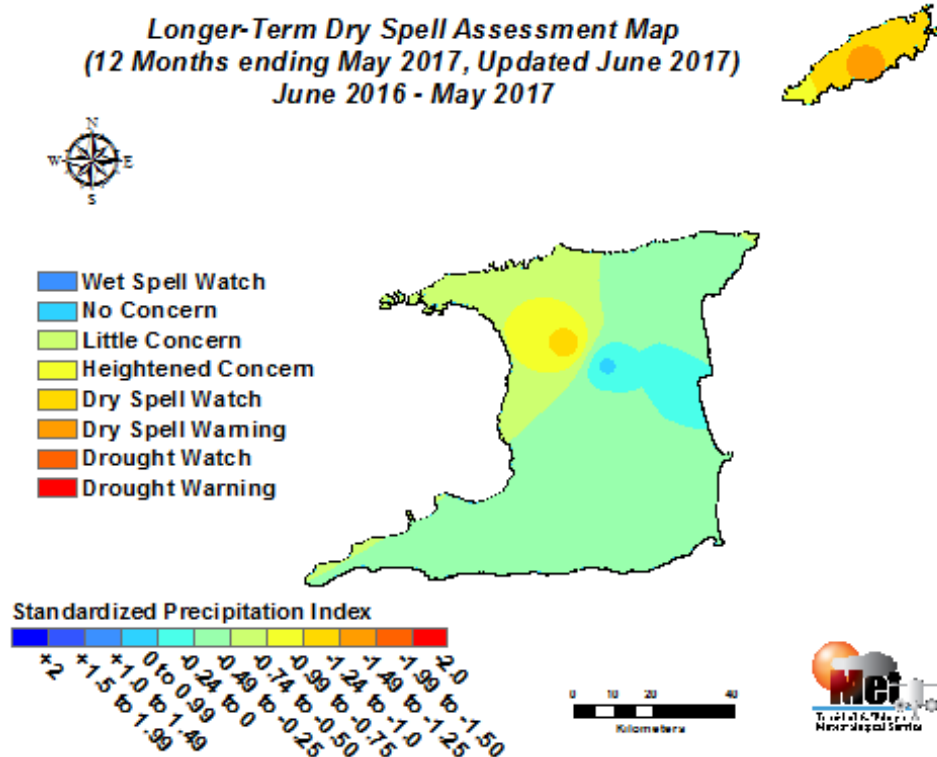 Longer-Term Dry Spell Assessment Map
(12 Months ending May 2017, Updated June 2017)
June 2016 - May 2017
N
W E
S
Wet Spell Watch
No Concern
Little Concern
Heightened Concern
Dry Spell Watch
Dry Spell Warning
Drought Watch
Drought Warning
Standardized Precipitation Index
+2
+1.5 to 1.99
+1.0 to 1.49
0 to 0.99
-0.24 to 0
-0.49 to -0.25
-0.74 to -0.50
-0.99 to -0.75
-1.24 to -1.0
-1.49 to -1.25
-1.99 to -1.50
-2.0
0 10 20 40
Kilometers
Met
Meteorological Service